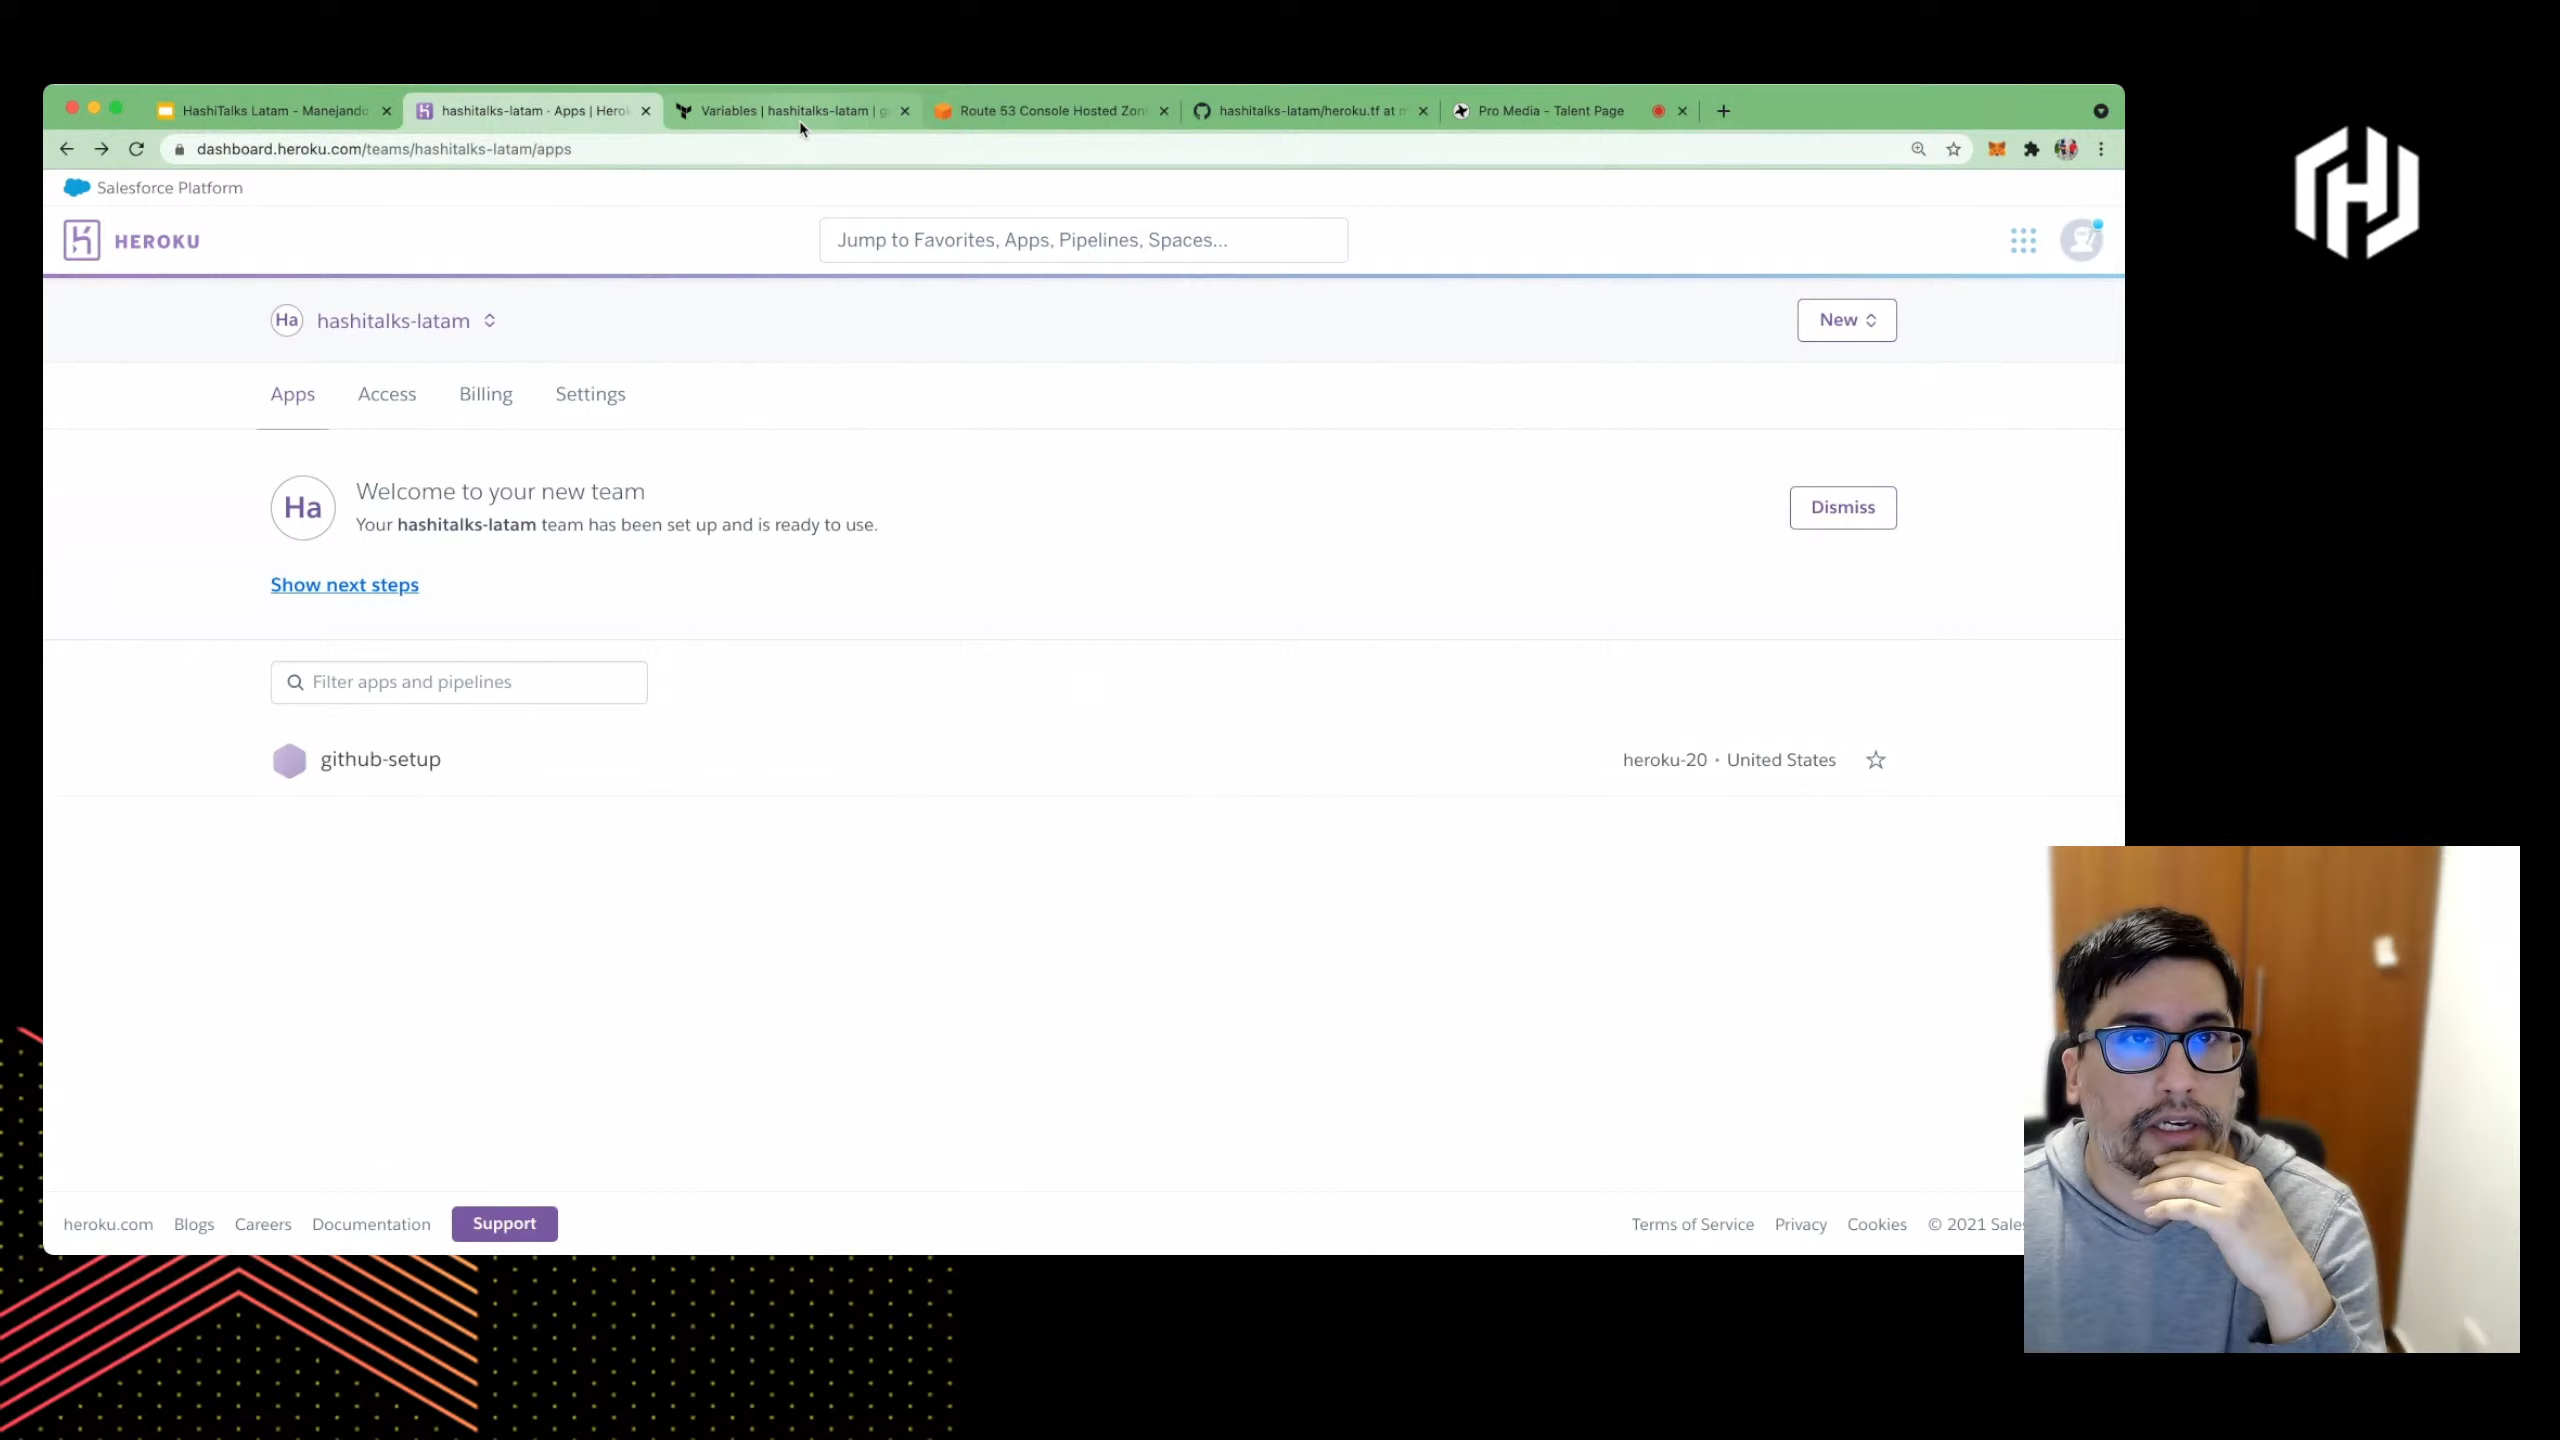 HashiTalks Latam - Manejando
hashitalks-latam · Apps | Herok
Variables | hashitalks-latam | g
Route 53 Console Hosted Zon
hashitalks-latam/heroku.tf at m
Pro Media - Talent Page
dashboard.heroku.com/teams/hashitalks-latam/apps
Salesforce Platform
HEROKU
Jump to Favorites, Apps, Pipelines, Spaces...
Ha hashitalks-latam
New
Apps Access Billing Settings
Ha
Welcome to your new team
Your hashitalks-latam team has been set up and is ready to use.
Dismiss
Show next steps
Filter apps and pipelines
github-setup
heroku-20 · United States
heroku.com Blogs Careers Documentation Support
Terms of Service Privacy Cookies © 2021 Sales